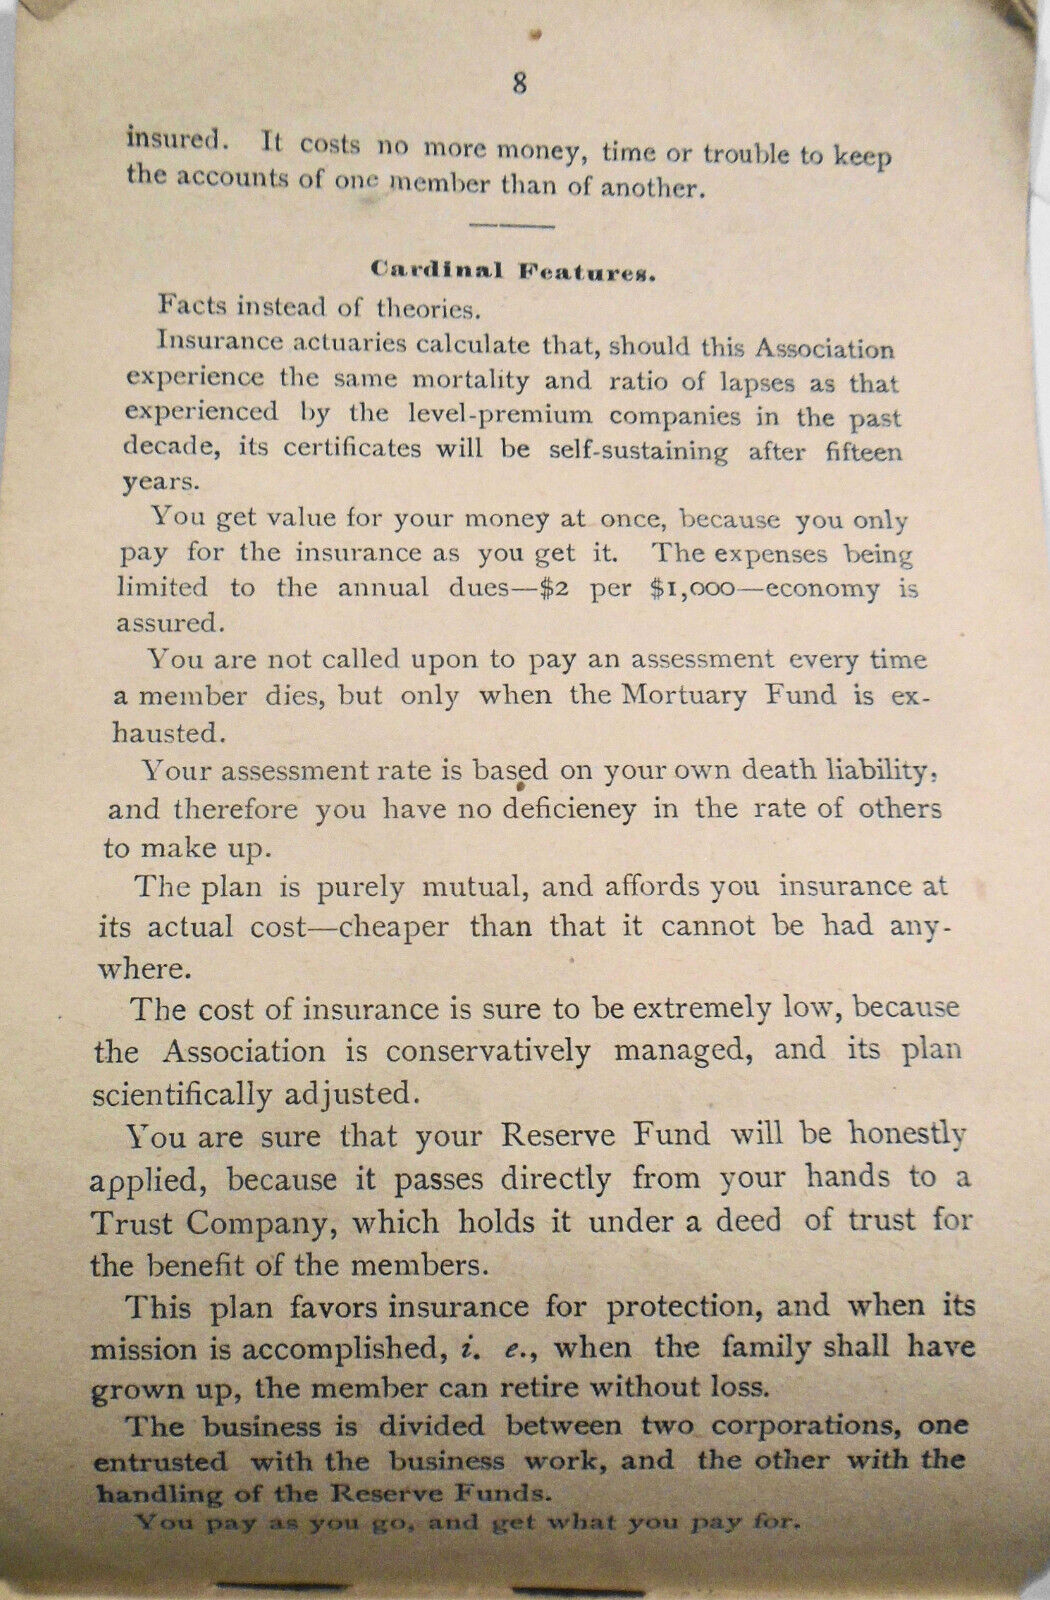 8
insured. It costs no more money, time or trouble to keep
the accounts of one member than of another.
Cardinal Features.
Facts instead of theories.
Insurance actuaries calculate that, should this Association
experience the same mortality and ratio of lapses as that
experienced by the level-premium companies in the past
decade, its certificates will be self-sustaining after fifteen
years.
You get value for your money at once, because you only
pay for the insurance as you get it. The expenses being
limited to the annual dues—$2 per $1,000—economy is
assured.
You are not called upon to pay an assessment every time
a member dies, but only when the Mortuary Fund is ex-
hausted.
Your assessment rate is based on your own death liability,
and therefore you have no deficieney in the rate of others
to make up.
The plan is purely mutual, and affords you insurance at
its actual cost—cheaper than that it cannot be had any-
where.
The cost of insurance is sure to be extremely low, because
the Association is conservatively managed, and its plan
scientifically adjusted.
You are sure that your Reserve Fund will be honestly
applied, because it passes directly from your hands to a
Trust Company, which holds it under a deed of trust for
the benefit of the members.
This plan favors insurance for protection, and when its
mission is accomplished, i. e., when the family shall have
grown up, the member can retire without loss.
The business is divided between two corporations, one
entrusted with the business work, and the other with the
handling of the Reserve Funds.
You pay as you go, and get what you pay for.